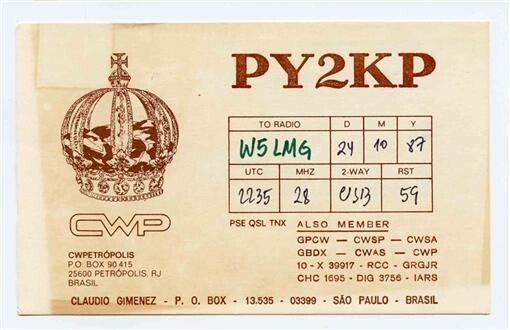 PY2KP
TO RADIO D M Y
W5LMG 24 10 87
UTC MHZ 2-WAY RST
2235 28 59
CWP
PSE QSL TNX ALSO MEMBER
GPCW — CWSP — CWSA
GBDX — CWAS — CWP
10 - X 39917 - RCC - GRGJR
CHC 1695 - DIG 3756 - IARS
CWPETRÓPOLIS
P.O. BOX 90.415
25600 PETRÓPOLIS, RJ
BRASIL
CLAUDIO GIMENEZ - P. O. BOX - 13.535 - 03399 - SÃO PAULO - BRASIL